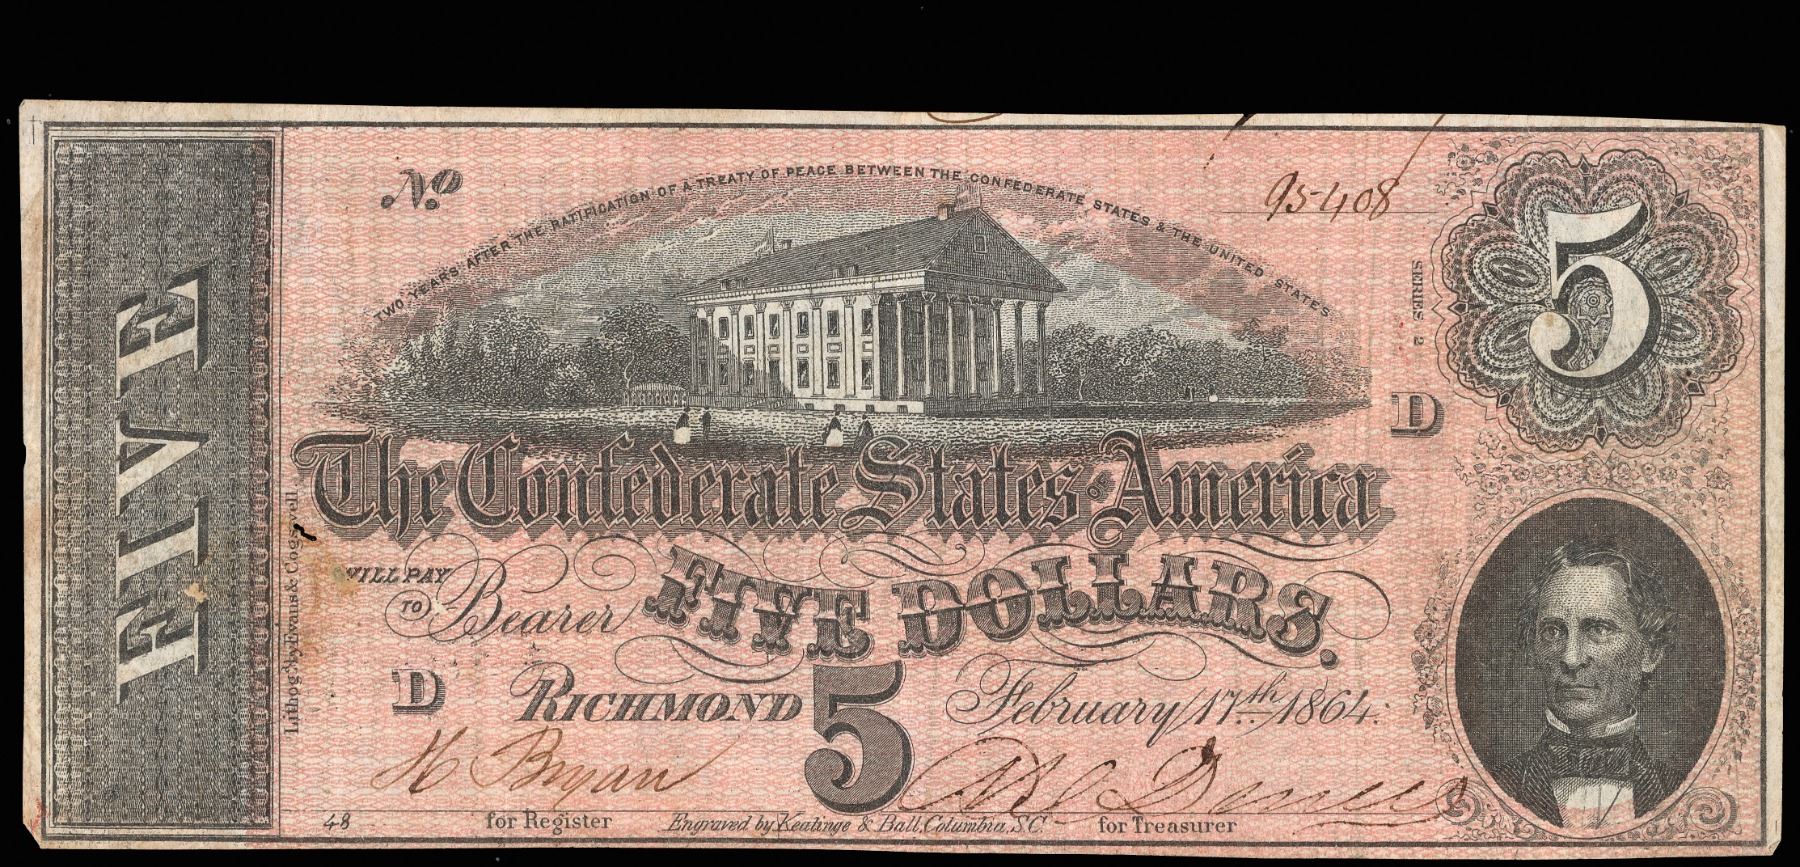 No
95408
TWO YEARS AFTER THE RATIFICATION OF A TREATY OF PEACE BETWEEN THE CONFEDERATE STATES & THE UNITED STATES
5
SERIES 2
D
FIVE
The Confederate States of America
Lithog by Evans & Cogswell
WILL PAY
TO Bearer FIVE DOLLARS.
D RICHMOND 5 February 17th. 1864.
H Bryan
48
for Register
Engraved by Keatinge & Ball, Columbia, S.C.
for Treasurer